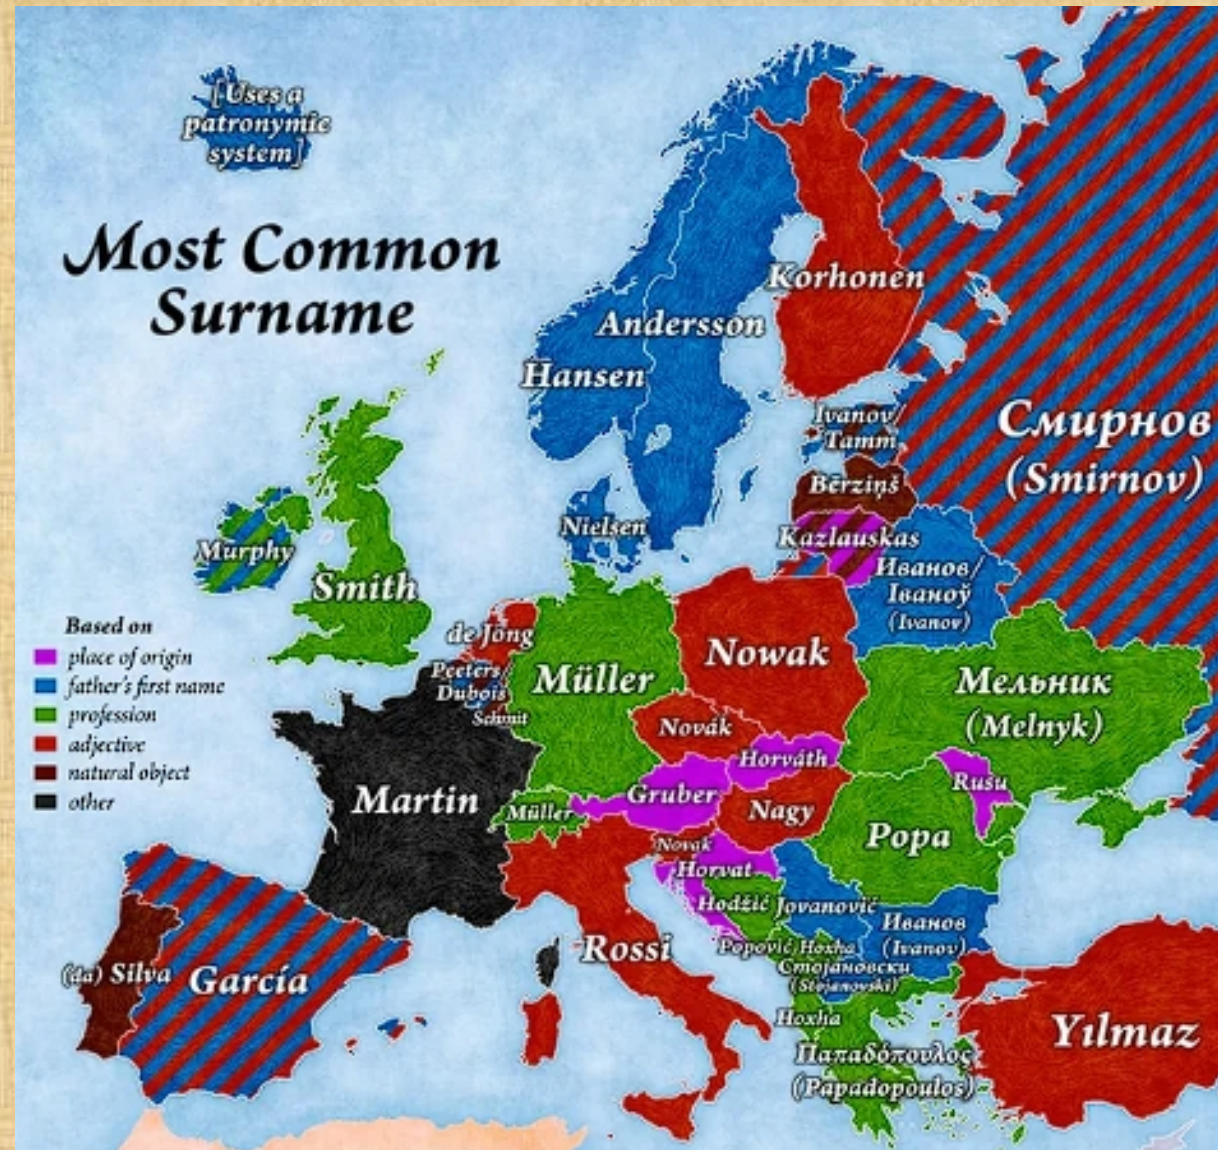 [Uses a
patronymic
system]
Most Common
Surname
Korhonen
Andersson
Hansen
Ivanov/
Tamm
Смирнов
(Smirnov)
Bērziņš
Nielsen
Kazlauskas
Murphy
Smith
Иванов/
Іваноў
(Ivanov)
de Jong
Nowak
Peeters/
Dubois
Schmit
Müller
Мельник
(Melnyk)
Based on
place of origin
father's first name
profession
adjective
natural object
other
Novák
Horváth
Rusu
Martin
Müller
Gruber
Nagy
Popa
Novak
Horvat
Hodžić
Jovanović
Иванов
(Ivanov)
Popović
Hoxha
Стојановски
(Stojanovski)
(da) Silva
García
Rossi
Hoxha
Yılmaz
Παπαδόπουλος
(Papadopoulos)